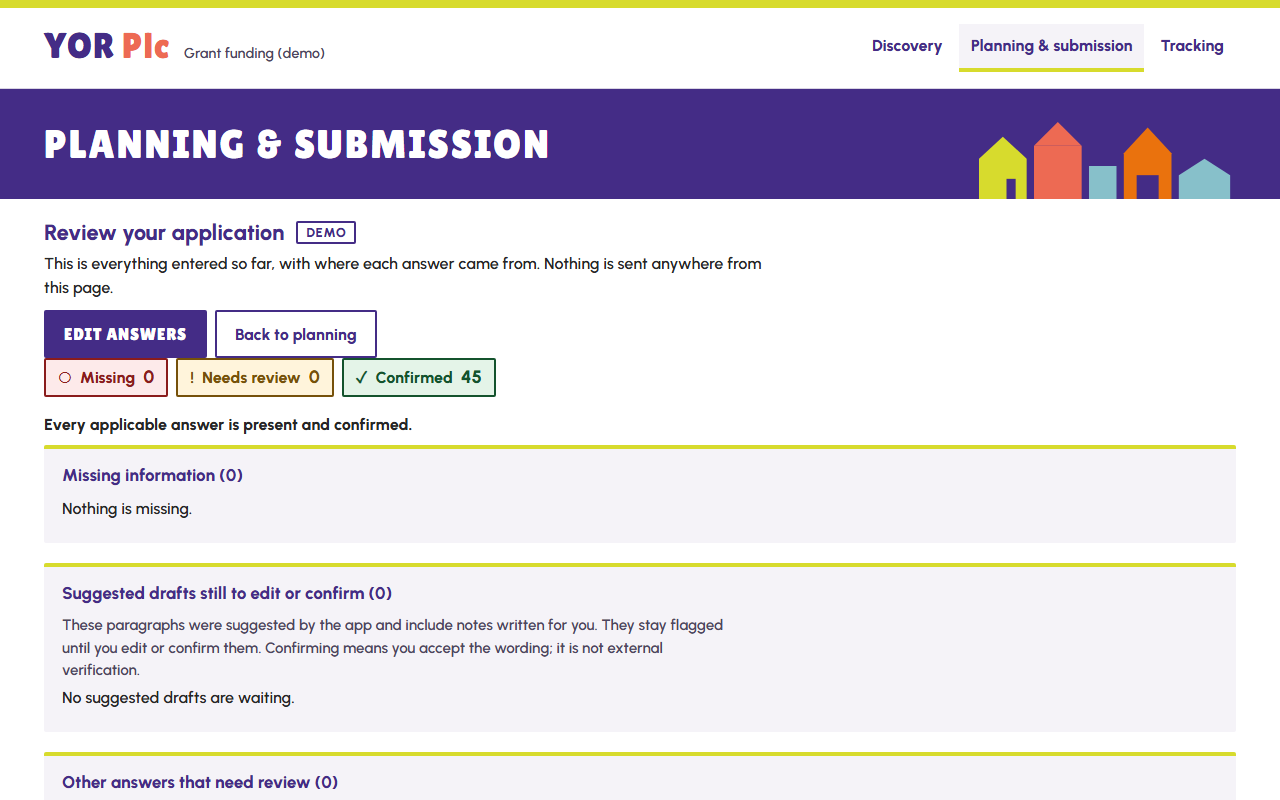 YOR Plc Grant funding (demo)
Discovery
Planning & submission
Tracking
PLANNING & SUBMISSION
Review your application
DEMO
This is everything entered so far, with where each answer came from. Nothing is sent anywhere from
this page.
EDIT ANSWERS
Back to planning
Missing 0
! Needs review 0
✓ Confirmed 45
Every applicable answer is present and confirmed.
Missing information (0)
Nothing is missing.
Suggested drafts still to edit or confirm (0)
These paragraphs were suggested by the app and include notes written for you. They stay flagged
until you edit or confirm them. Confirming means you accept the wording; it is not external
verification.
No suggested drafts are waiting.
Other answers that need review (0)